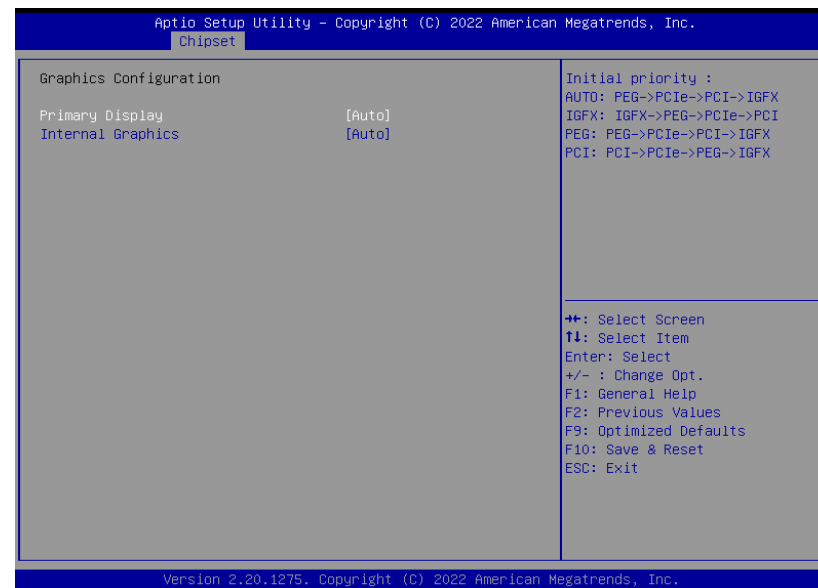 Aptio Setup Utility – Copyright (C) 2022 American Megatrends, Inc.
Chipset
Graphics Configuration
Primary Display [Auto]
Internal Graphics [Auto]
Initial priority :
AUTO: PEG->PCIe->PCI->IGFX
IGFX: IGFX->PEG->PCIe->PCI
PEG: PEG->PCIe->PCI->IGFX
PCI: PCI->PCIe->PEG->IGFX
→←: Select Screen
↑↓: Select Item
Enter: Select
+/- : Change Opt.
F1: General Help
F2: Previous Values
F9: Optimized Defaults
F10: Save & Reset
ESC: Exit
Version 2.20.1275. Copyright (C) 2022 American Megatrends, Inc.